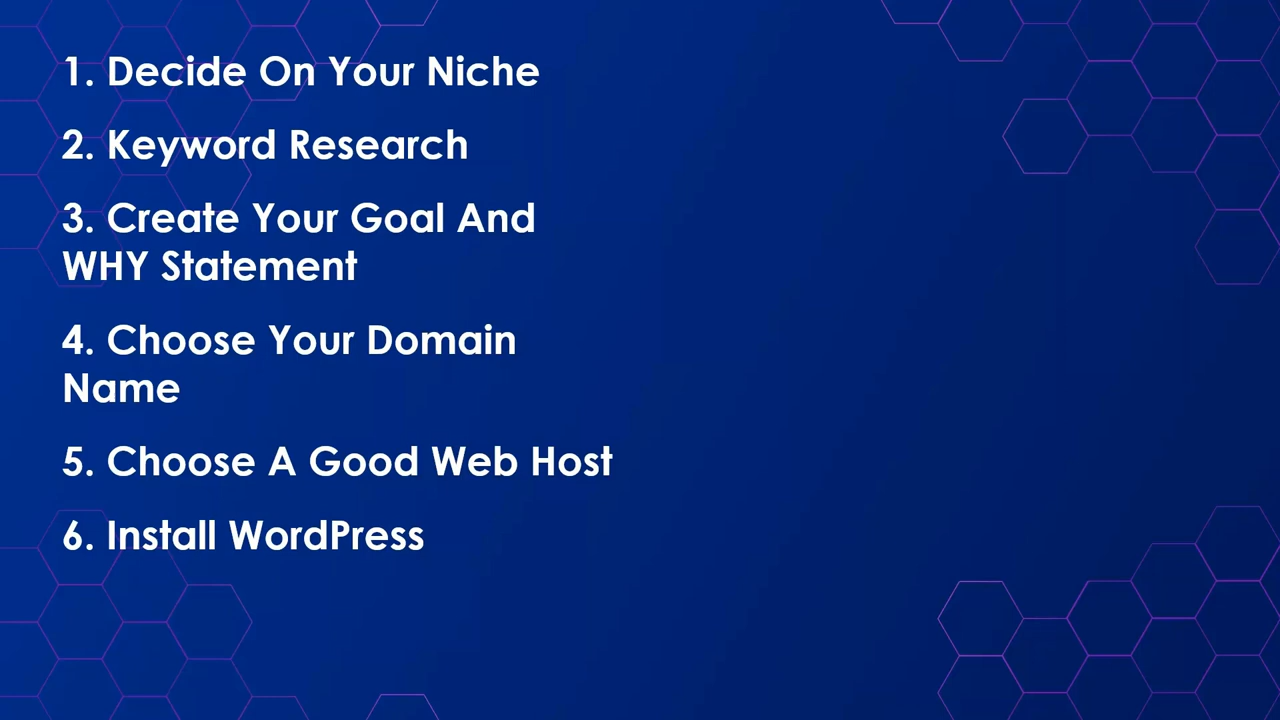 1. Decide On Your Niche
2. Keyword Research
3. Create Your Goal And
WHY Statement
4. Choose Your Domain
Name
5. Choose A Good Web Host
6. Install WordPress